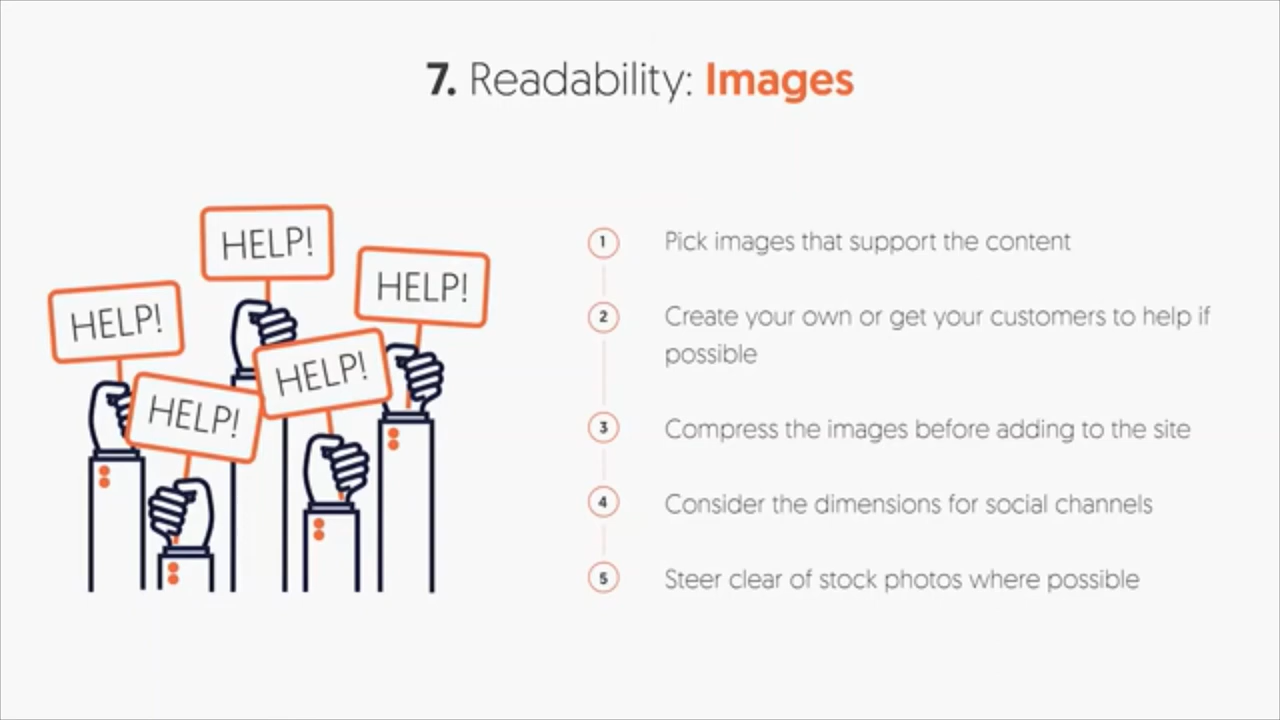 7. Readability: Images
HELP!
HELP!
HELP!
HELP!
HELP!
1 Pick images that support the content
2 Create your own or get your customers to help if
possible
3 Compress the images before adding to the site
4 Consider the dimensions for social channels
5 Steer clear of stock photos where possible